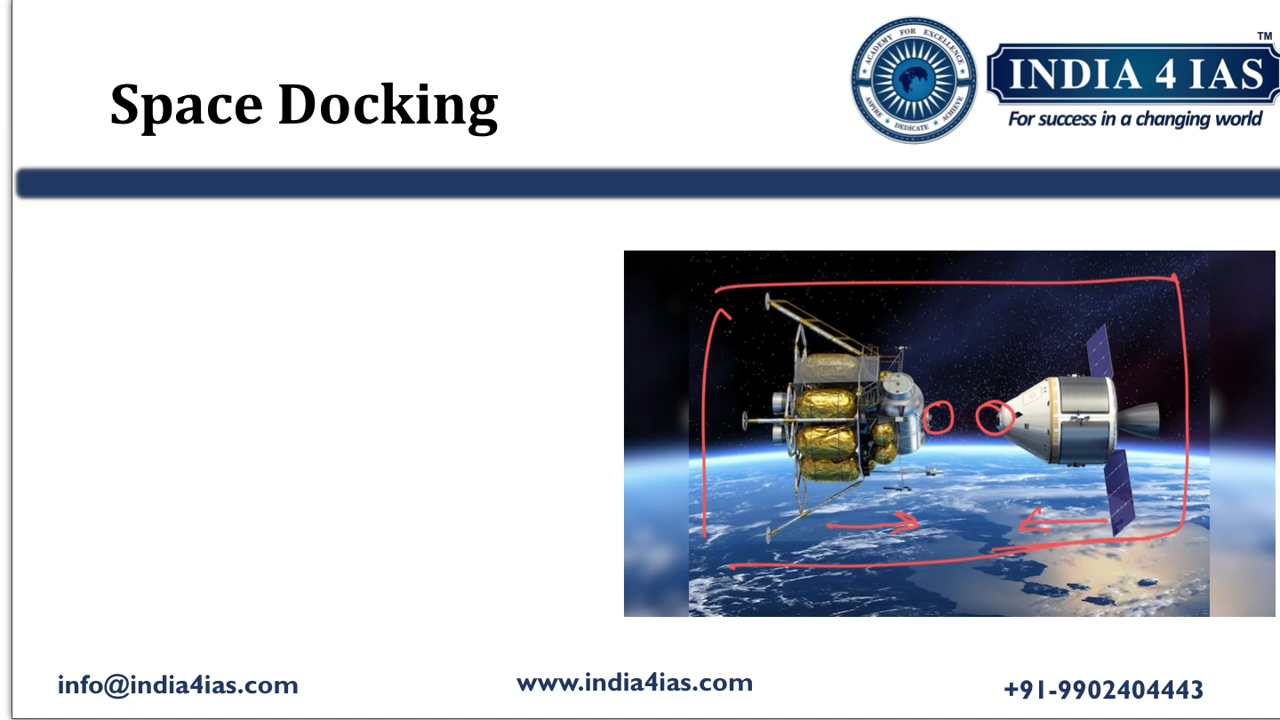 Space Docking
ACADEMY FOR EXCELLENCE
ASPIRE ★ DEDICATE ★ ACHIEVE
TM
INDIA 4 IAS
For success in a changing world
info@india4ias.com
www.india4ias.com
+91-9902404443